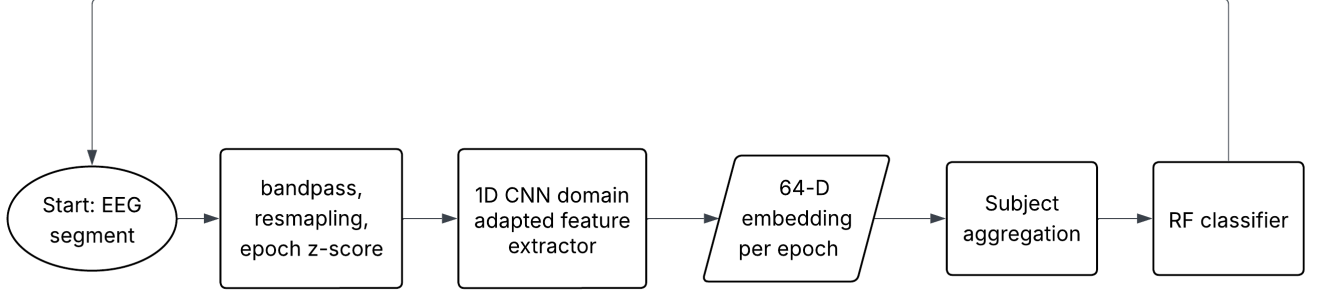 Start: EEG
segment
bandpass,
resmapling,
epoch z-score
1D CNN domain
adapted feature
extractor
64-D
embedding
per epoch
Subject
aggregation
RF classifier